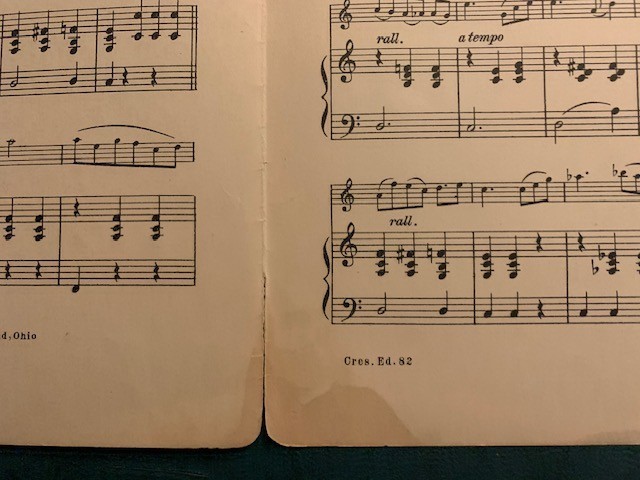 d, Ohio
rall.
a tempo
rall.
Cres. Ed. 82